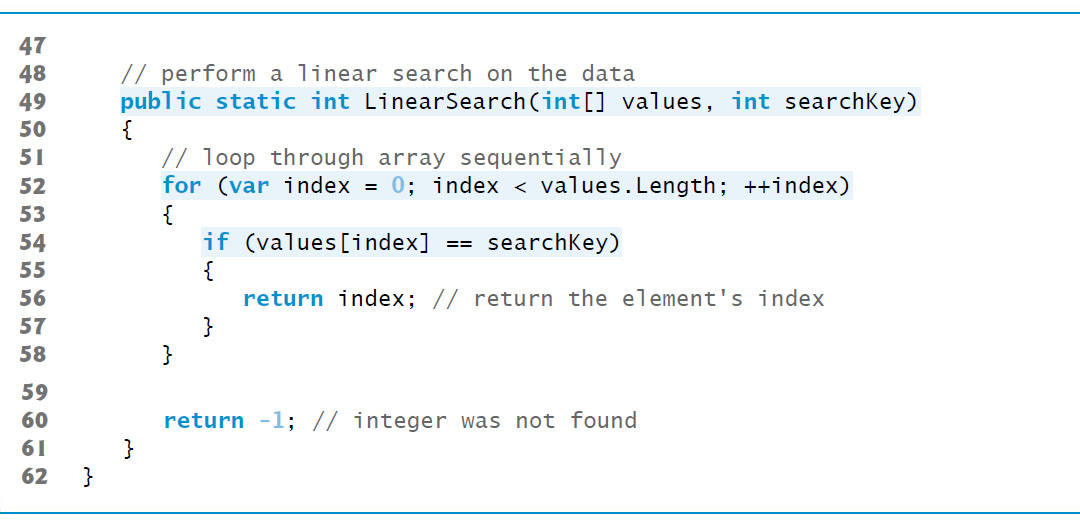 47
48 // perform a linear search on the data
49 public static int LinearSearch(int[] values, int searchKey)
50 {
51 // loop through array sequentially
52 for (var index = 0; index < values.Length; ++index)
53 {
54 if (values[index] == searchKey)
55 {
56 return index; // return the element's index
57 }
58 }
59
60 return -1; // integer was not found
61 }
62 }